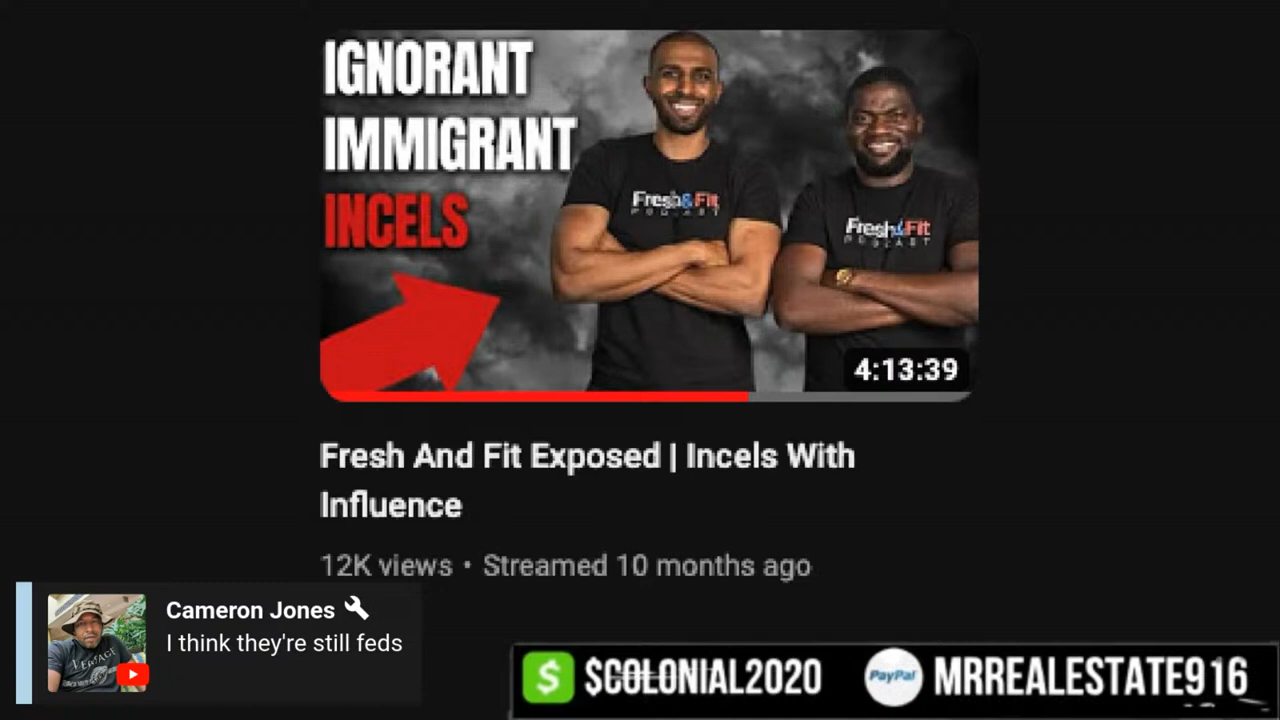 IGNORANT
IMMIGRANT
INCELS
Fresh&Fit
PODCAST
Fresh&Fit
PODCAST
4:13:39
Fresh And Fit Exposed | Incels With
Influence
12K views • Streamed 10 months ago
Cameron Jones
I think they're still feds
$COLONIAL2020
PayPal
MRREALESTATE916